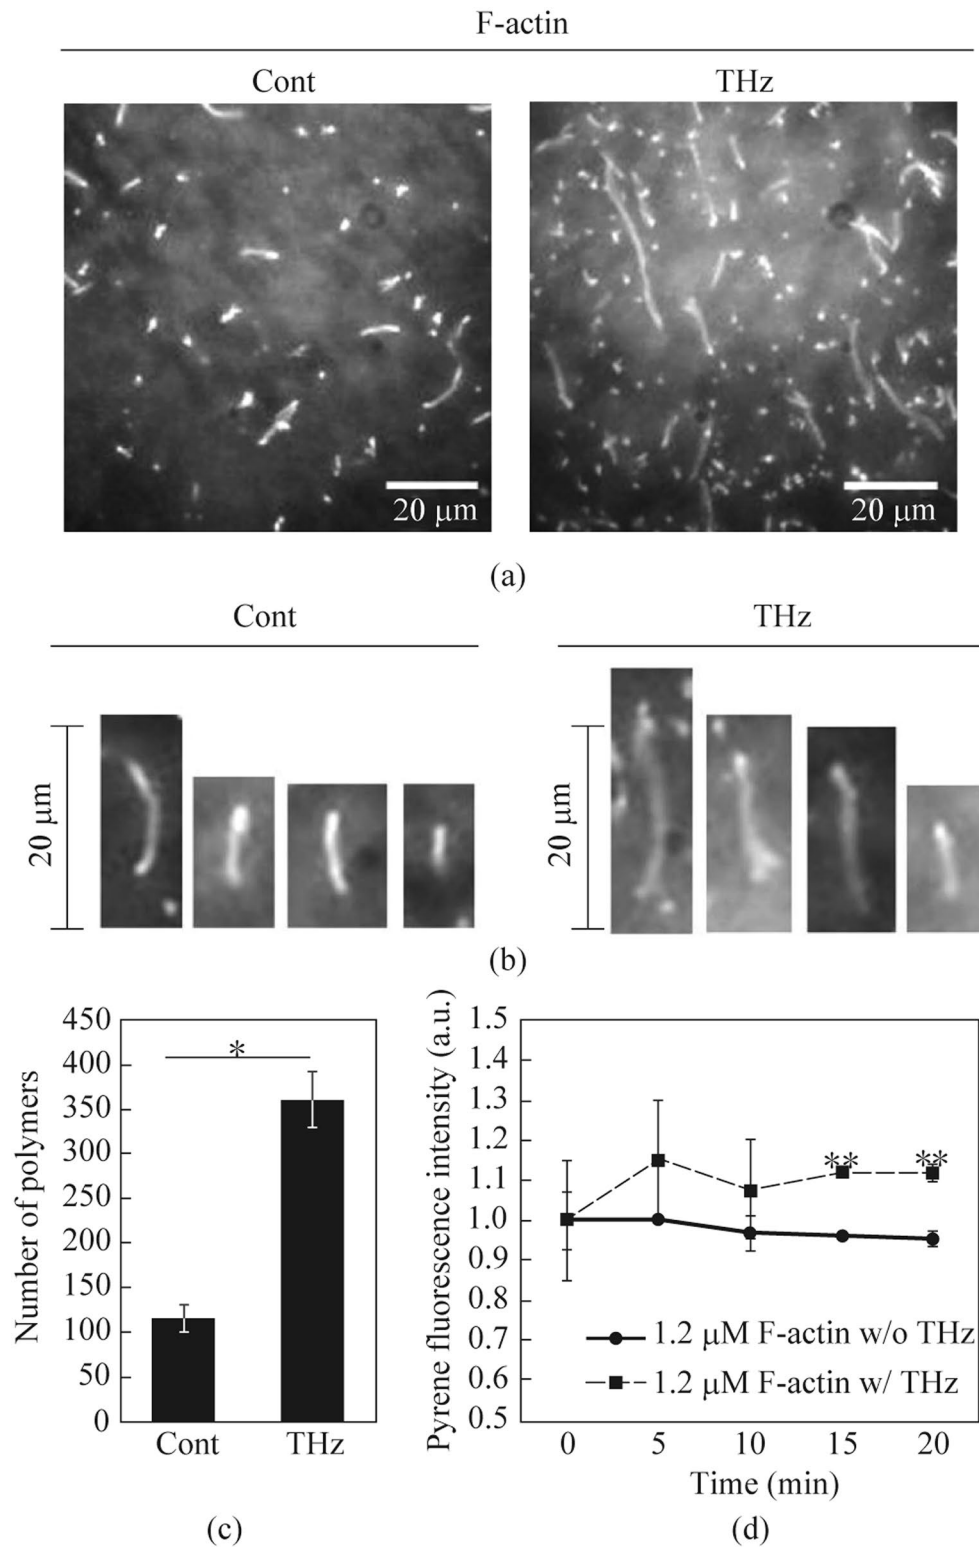 F-actin
Cont THz
20 μm 20 μm
(a)
Cont THz
20 μm 20 μm
(b)
Number of polymers
450
400
350
300
250
200
150
100
50
0
*
Cont THz
(c)
Pyrene fluorescence intensity (a.u.)
1.5
1.4
1.3
1.2
1.1
1.0
0.9
0.8
0.7
0.6
0.5
** **
1.2 μM F-actin w/o THz
1.2 μM F-actin w/ THz
0 5 10 15 20
Time (min)
(d)